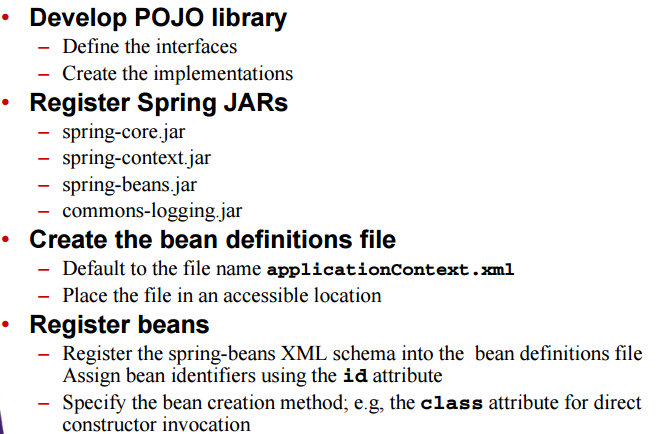 • Develop POJO library
– Define the interfaces
– Create the implementations
• Register Spring JARs
– spring-core.jar
– spring-context.jar
– spring-beans.jar
– commons-logging.jar
• Create the bean definitions file
– Default to the file name applicationContext.xml
– Place the file in an accessible location
• Register beans
– Register the spring-beans XML schema into the  bean definitions file
Assign bean identifiers using the id attribute
– Specify the bean creation method; e.g, the class attribute for direct
constructor invocation